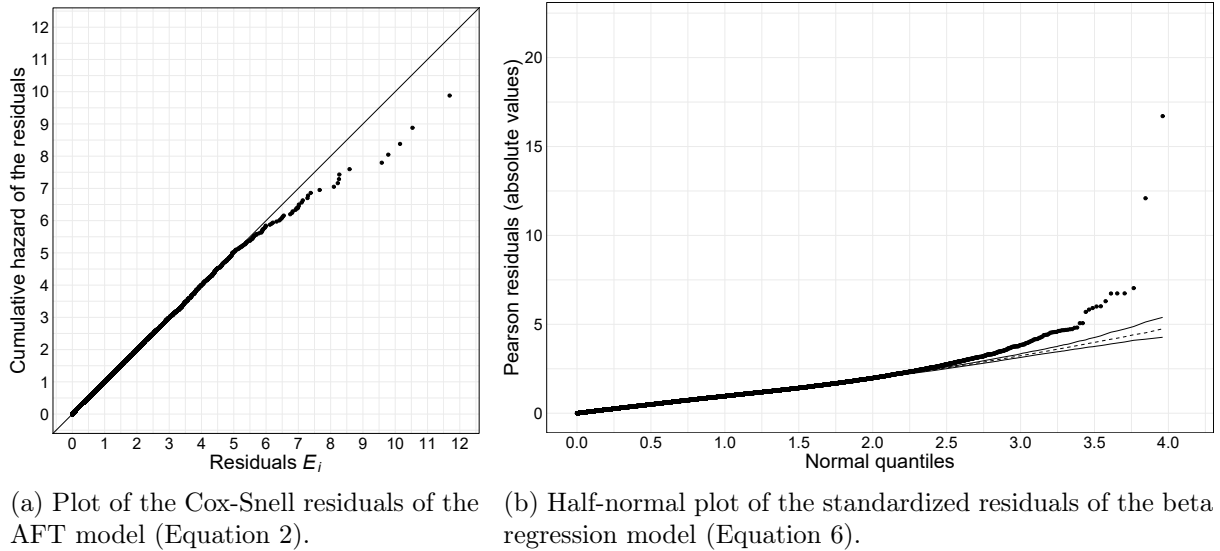 12
11
10
9
8
7
6
5
4
3
2
1
0
Cumulative hazard of the residuals
0 1 2 3 4 5 6 7 8 9 10 11 12
Residuals E_i
20
15
10
5
0
Pearson residuals (absolute values)
0.0 0.5 1.0 1.5 2.0 2.5 3.0 3.5 4.0
Normal quantiles
(a) Plot of the Cox-Snell residuals of the
AFT model (Equation 2).
(b) Half-normal plot of the standardized residuals of the beta
regression model (Equation 6).